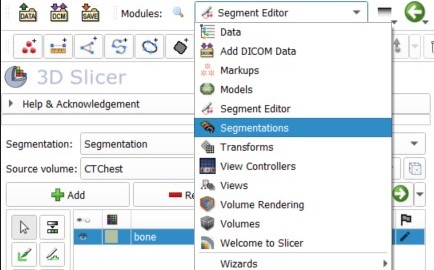 DATA DCM SAVE Modules: Segment Editor
Data
Add DICOM Data
Markups
3D Slicer
Models
Help & Acknowledgement
Segment Editor
Segmentations
Segmentation: Segmentation
Transforms
Source volume: CTChest
View Controllers
Views
Add Re
Volume Rendering
Volumes
bone
Welcome to Slicer
Wizards